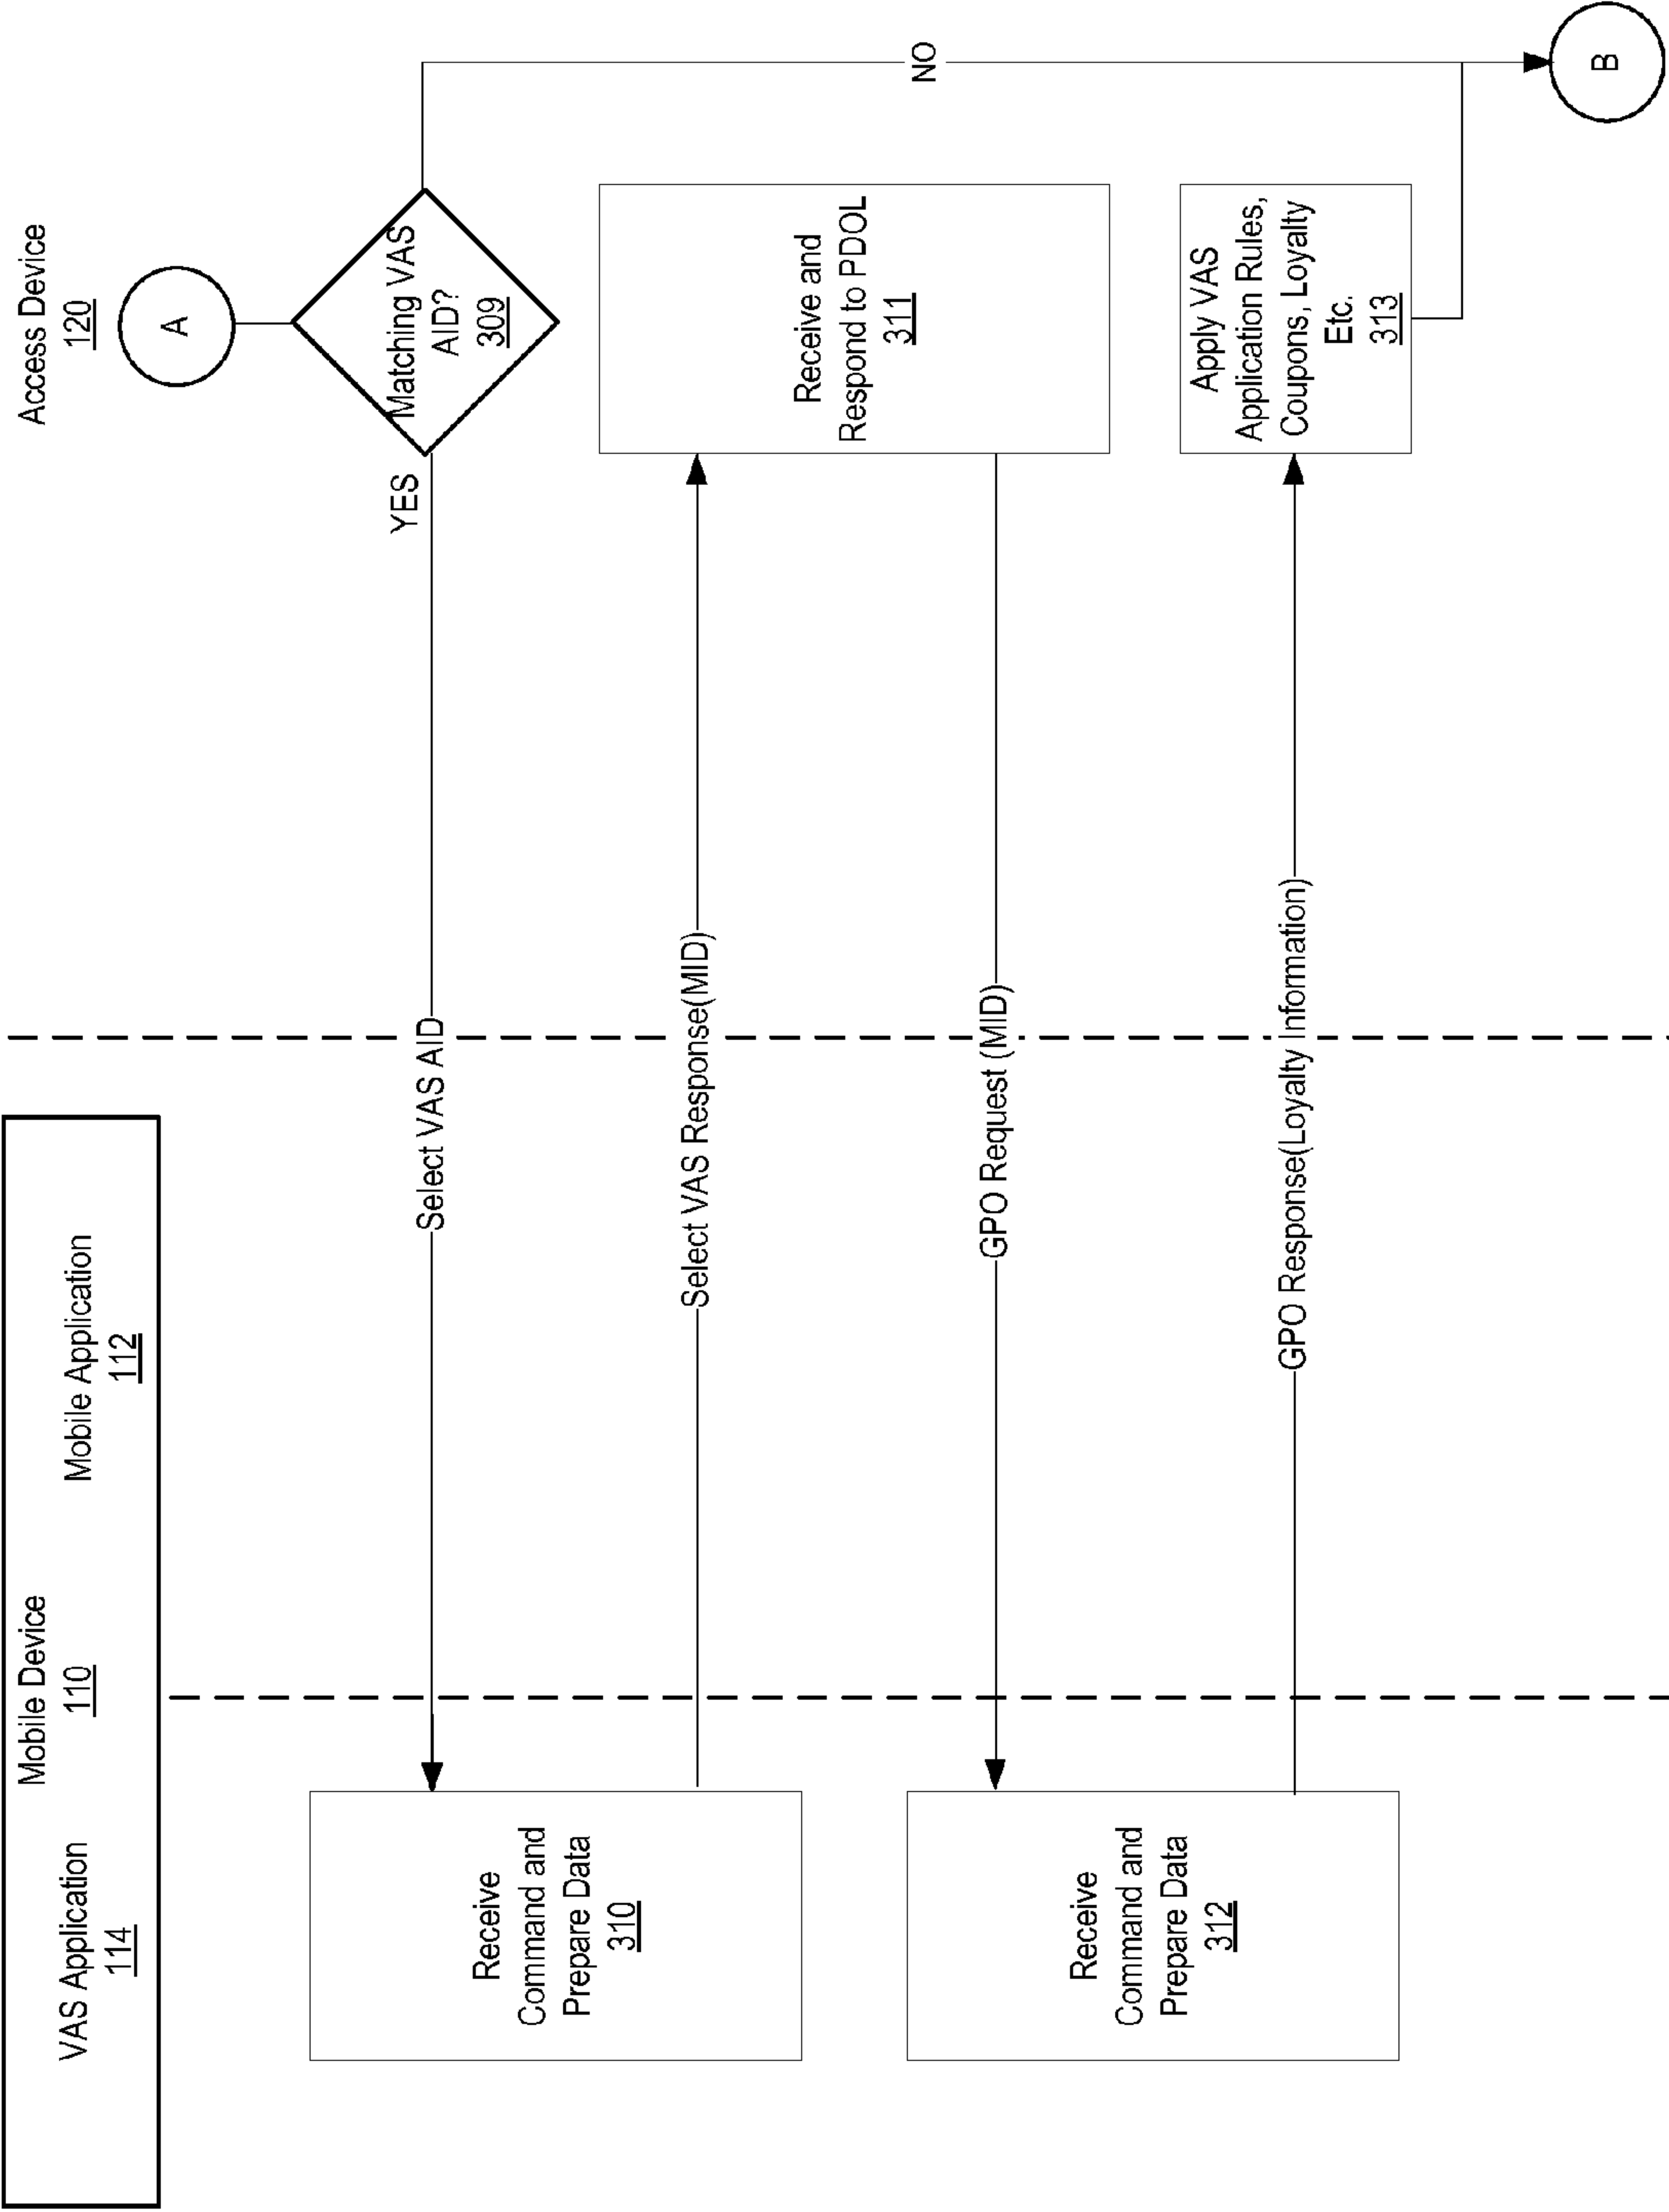 Mobile Device
110
VAS Application
114
Mobile Application
112
Access Device
120
A
Matching VAS
AID?
309
YES
NO
Select VAS AID
Receive
Command and
Prepare Data
310
Select VAS Response(MID)
Receive and
Respond to PDOL
311
GPO Request (MID)
Receive
Command and
Prepare Data
312
GPO Response(Loyalty Information)
Apply VAS
Application Rules,
Coupons, Loyalty
Etc.
313
B